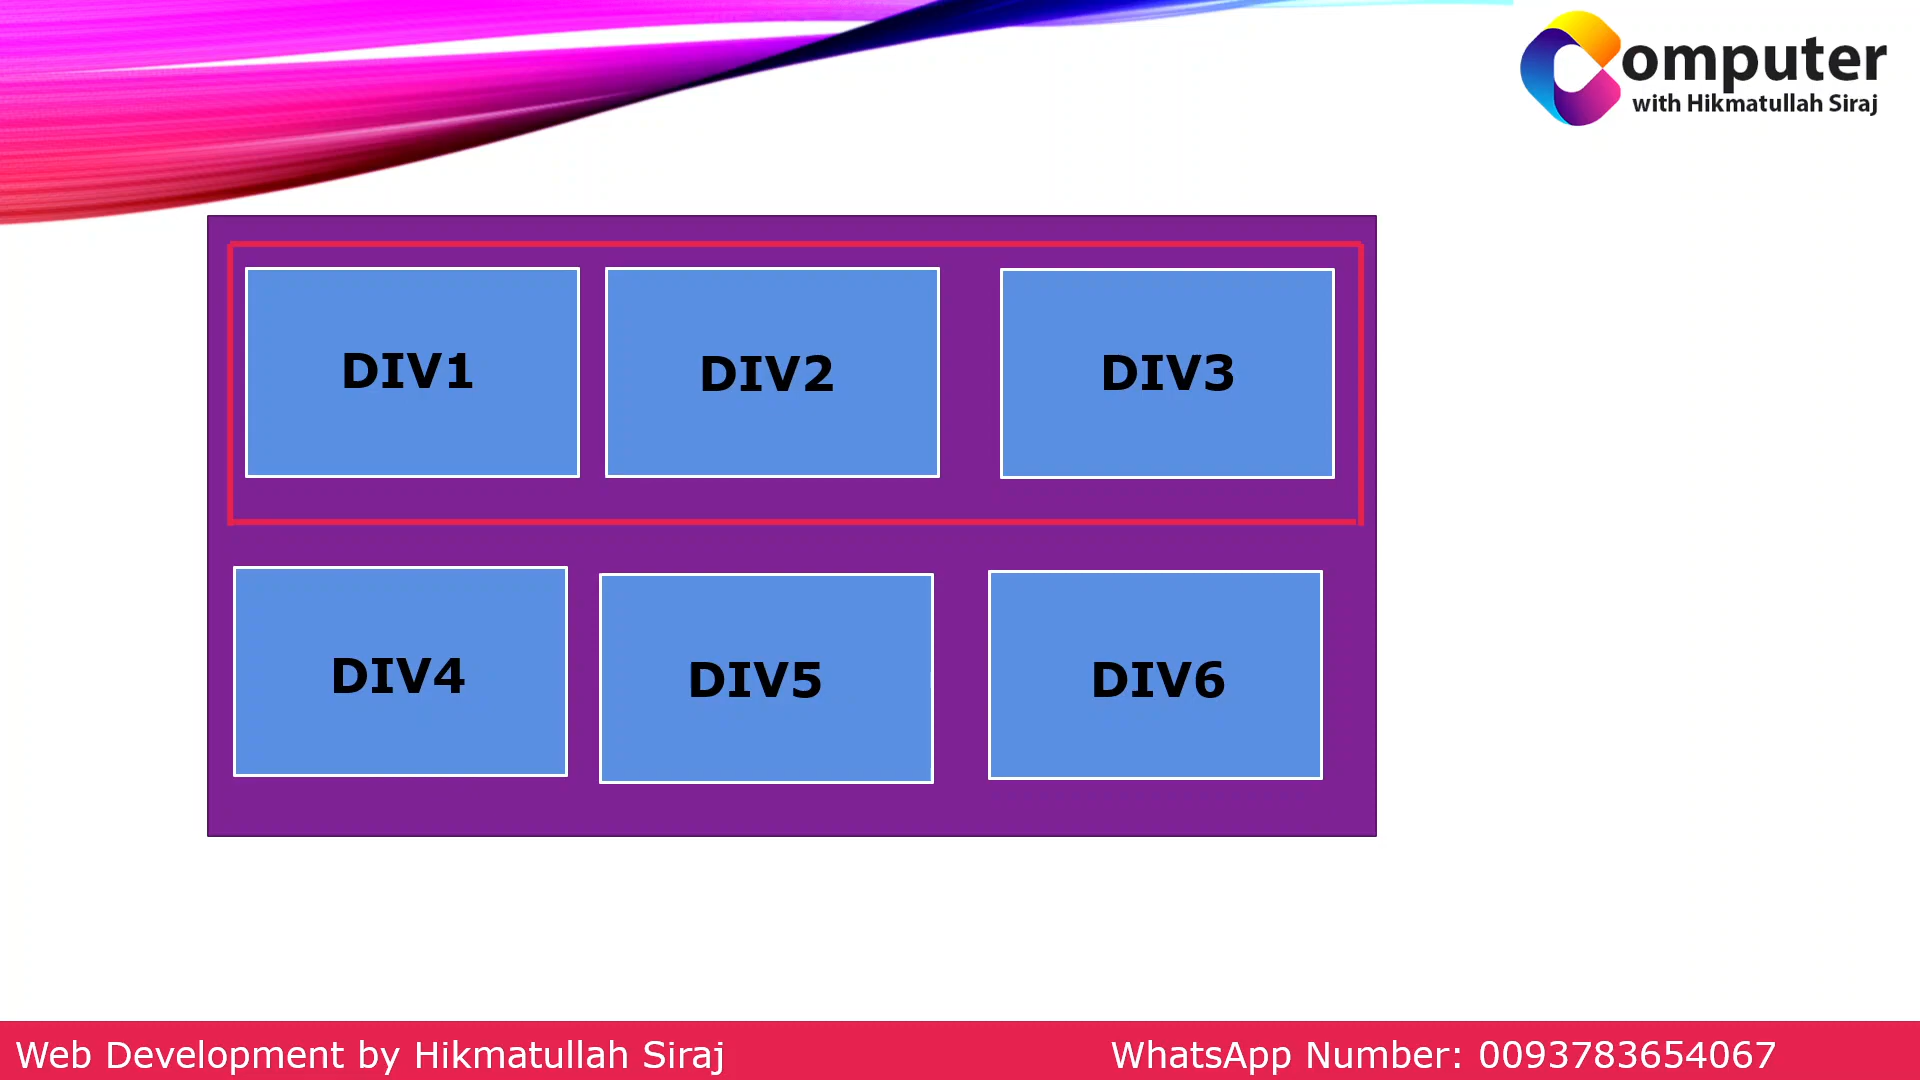 Computer
with Hikmatullah Siraj
DIV1 DIV2 DIV3
DIV4 DIV5 DIV6
Web Development by Hikmatullah Siraj WhatsApp Number: 0093783654067